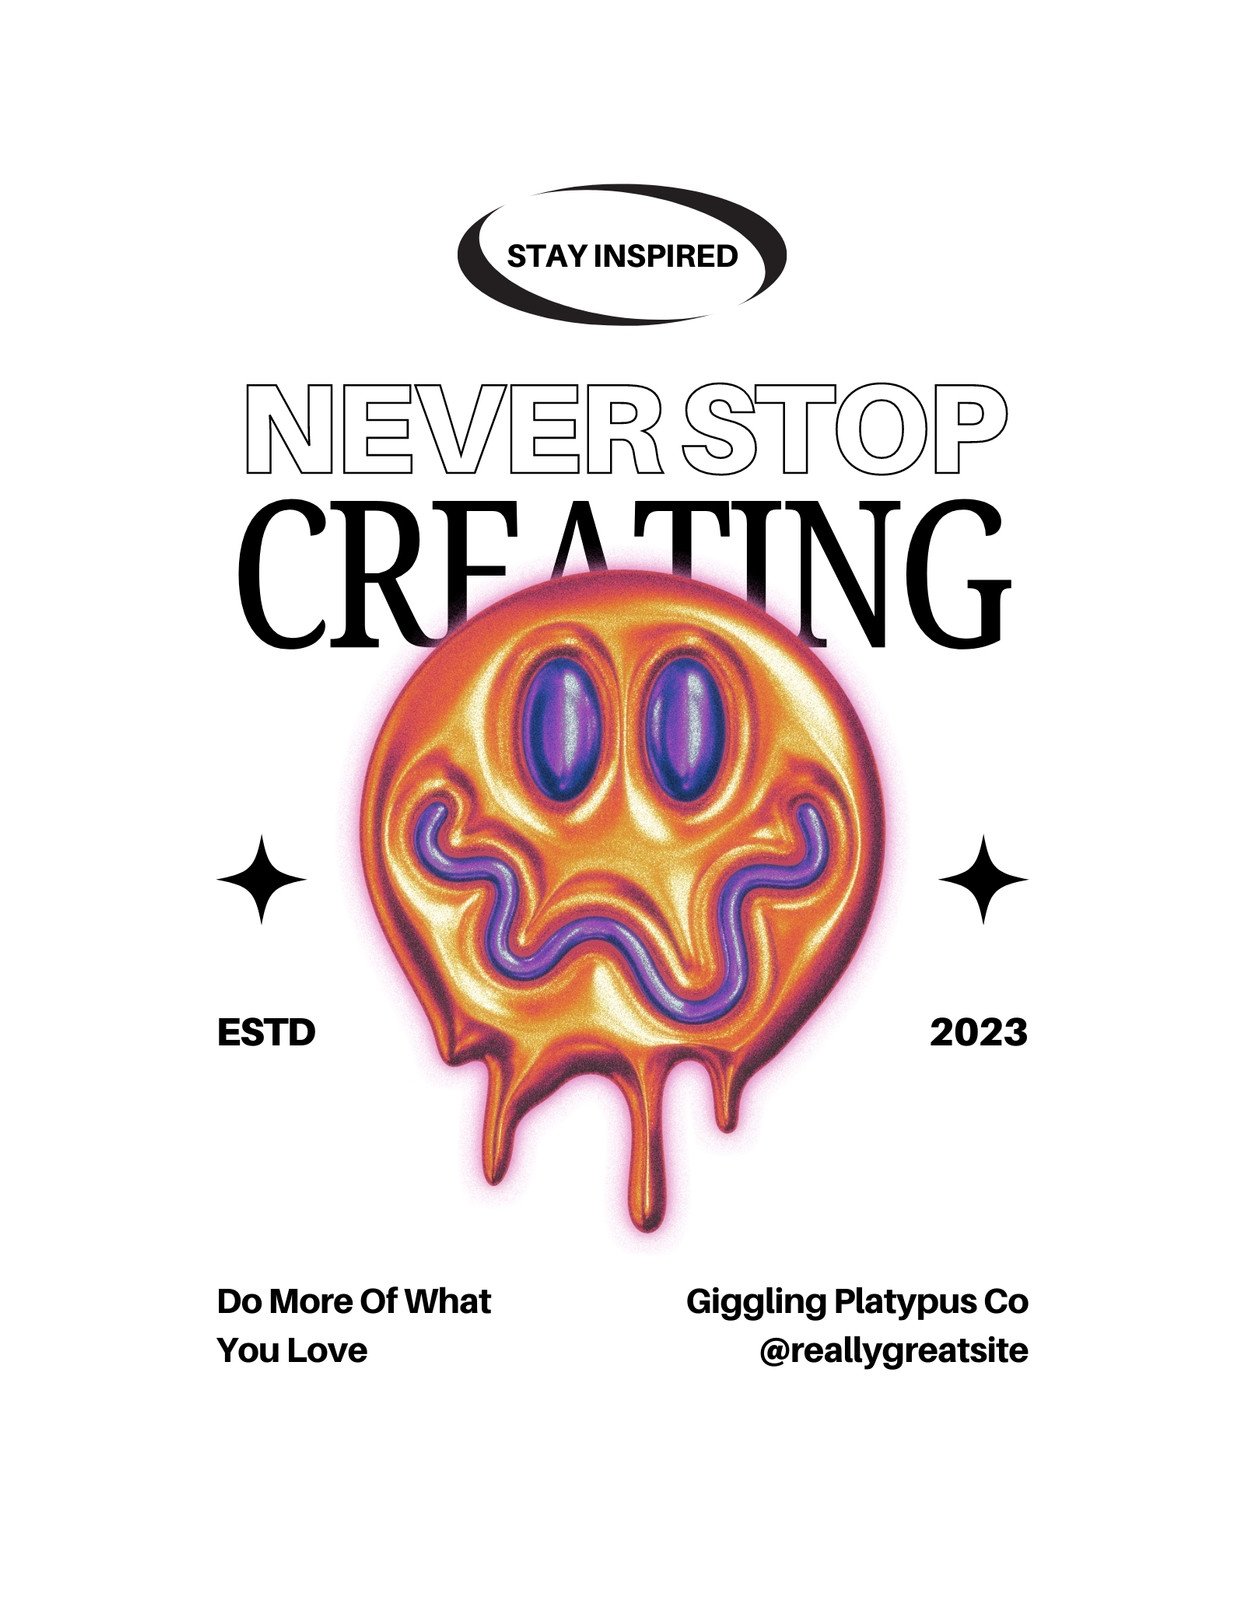 STAY INSPIRED
NEVER STOP
CREATING
ESTD
2023
Do More Of What
You Love
Giggling Platypus Co
@reallygreatsite